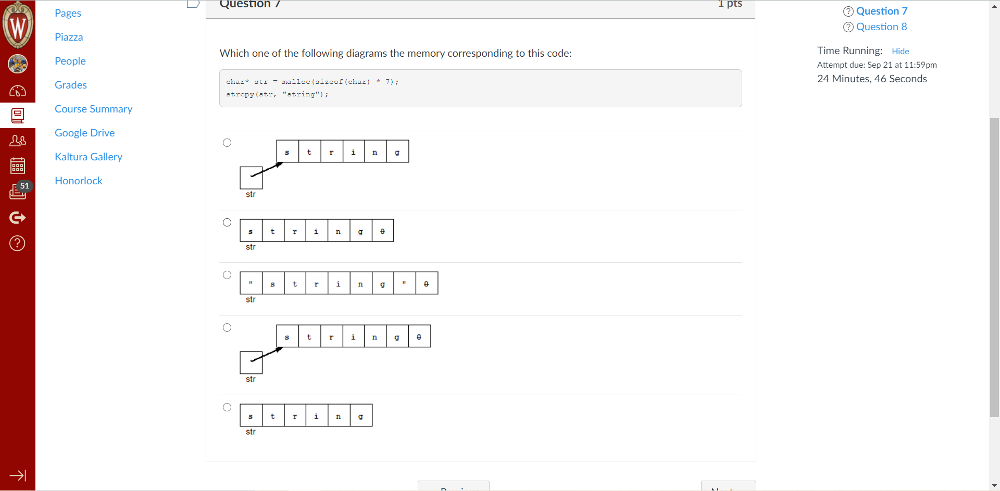 Question 7
1 pts
Pages
Piazza
People
Grades
Course Summary
Google Drive
Kaltura Gallery
Honorlock
W
51
?
Which one of the following diagrams the memory corresponding to this code:
char* str = malloc(sizeof(char) * 7);
strcpy(str, "string");
s t r i n g
str
s t r i n g 0
str
" s t r i n g " 0
str
s t r i n g 0
str
s t r i n g
str
? Question 7
? Question 8
Time Running: Hide
Attempt due: Sep 21 at 11:59pm
24 Minutes, 46 Seconds